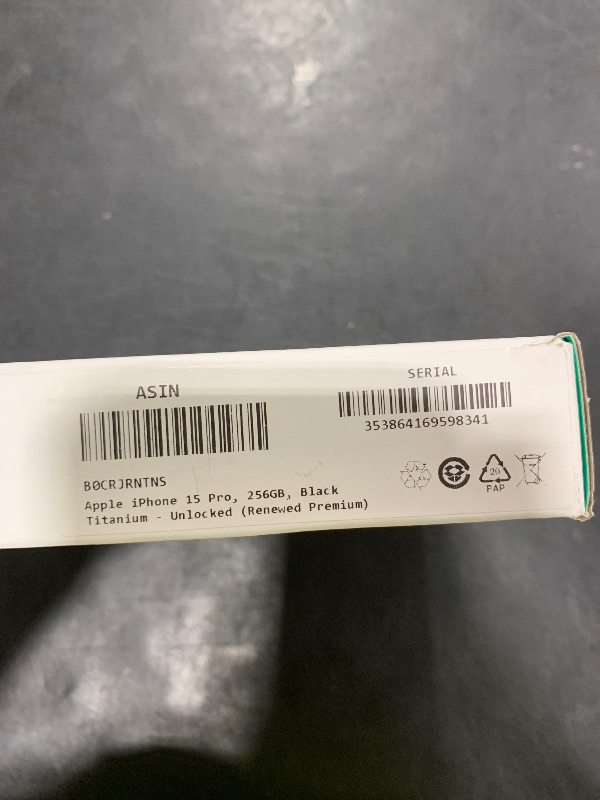 ASIN
B0CRJRNTNS
Apple iPhone 15 Pro, 256GB, Black
Titanium - Unlocked (Renewed Premium)
SERIAL
353864169598341
20
PAP